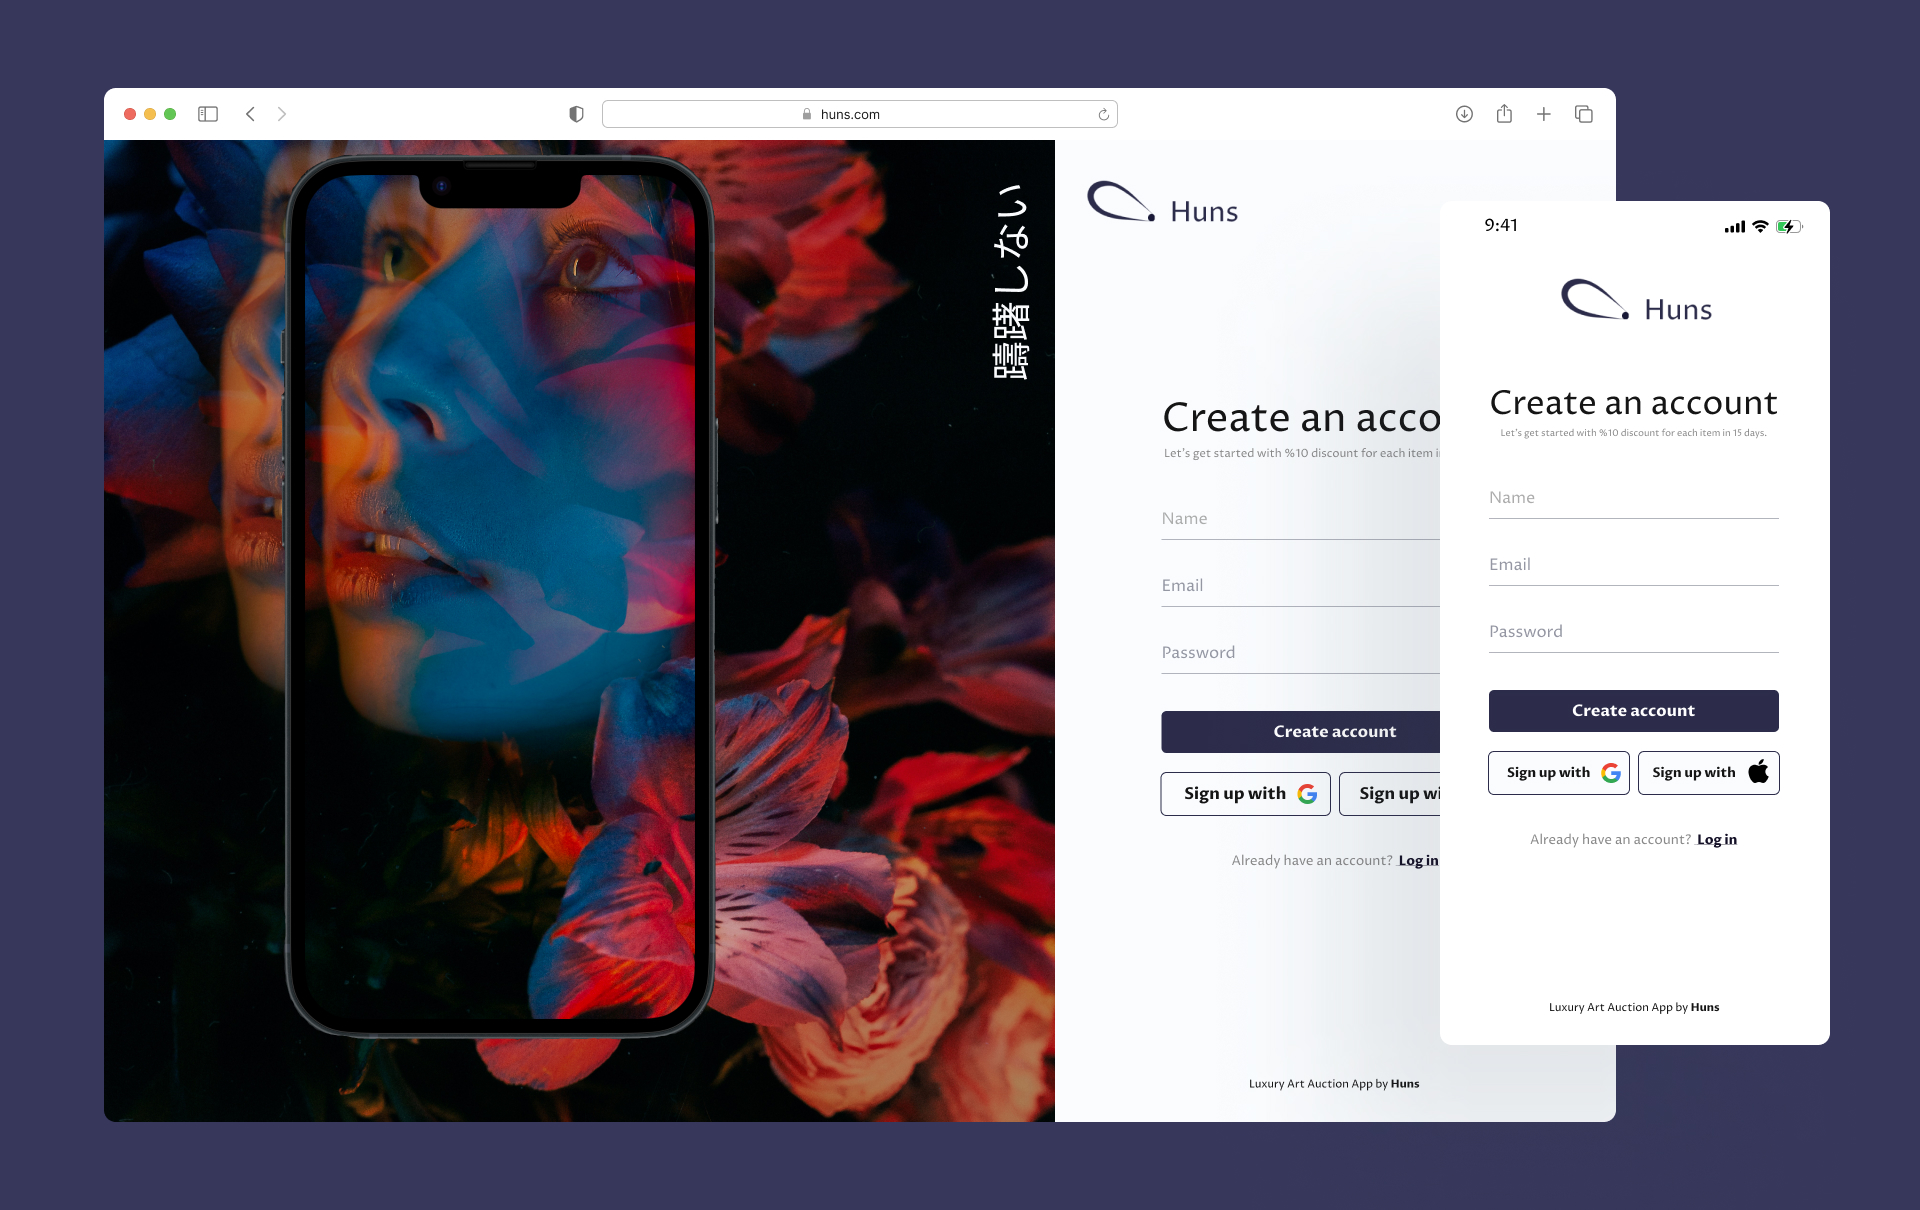 huns.com
躊躇しない
Huns
Create an acco
Let's get started with %10 discount for each item i
Name
Email
Password
Create account
Sign up with
Sign up wi
Already have an account? Log in
Luxury Art Auction App by Huns
9:41
Huns
Create an account
Let's get started with %10 discount for each item in 15 days.
Name
Email
Password
Create account
Sign up with
Sign up with
Already have an account? Log in
Luxury Art Auction App by Huns